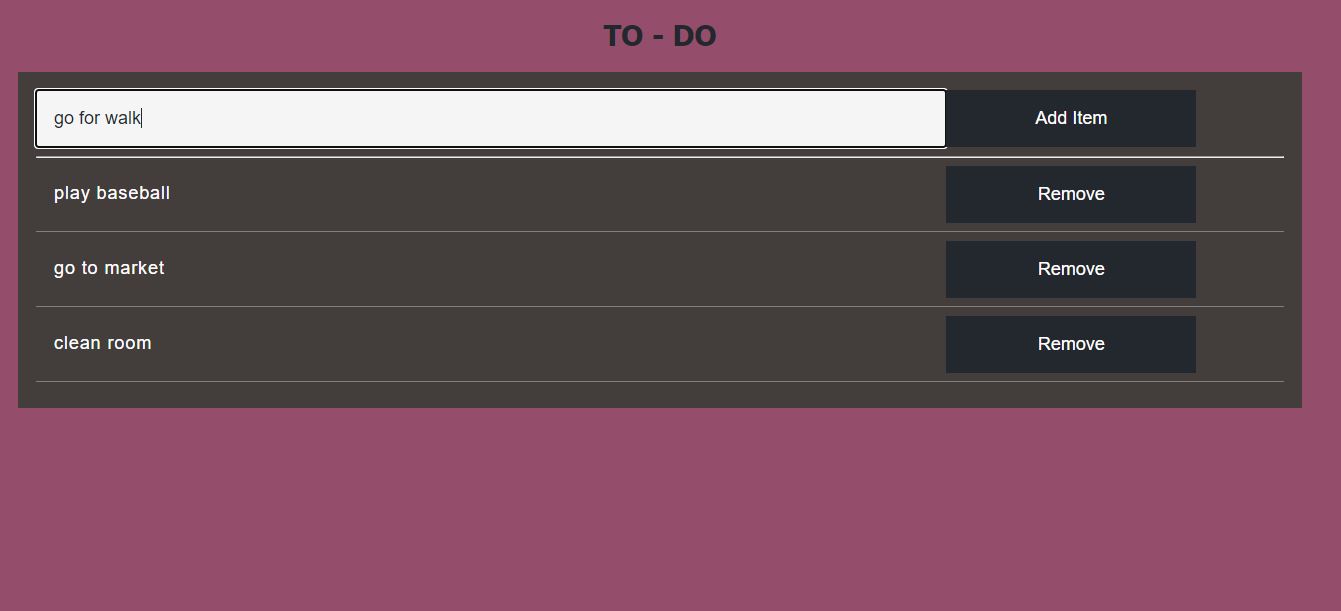 TO - DO
go for walk Add Item
play baseball Remove
go to market Remove
clean room Remove